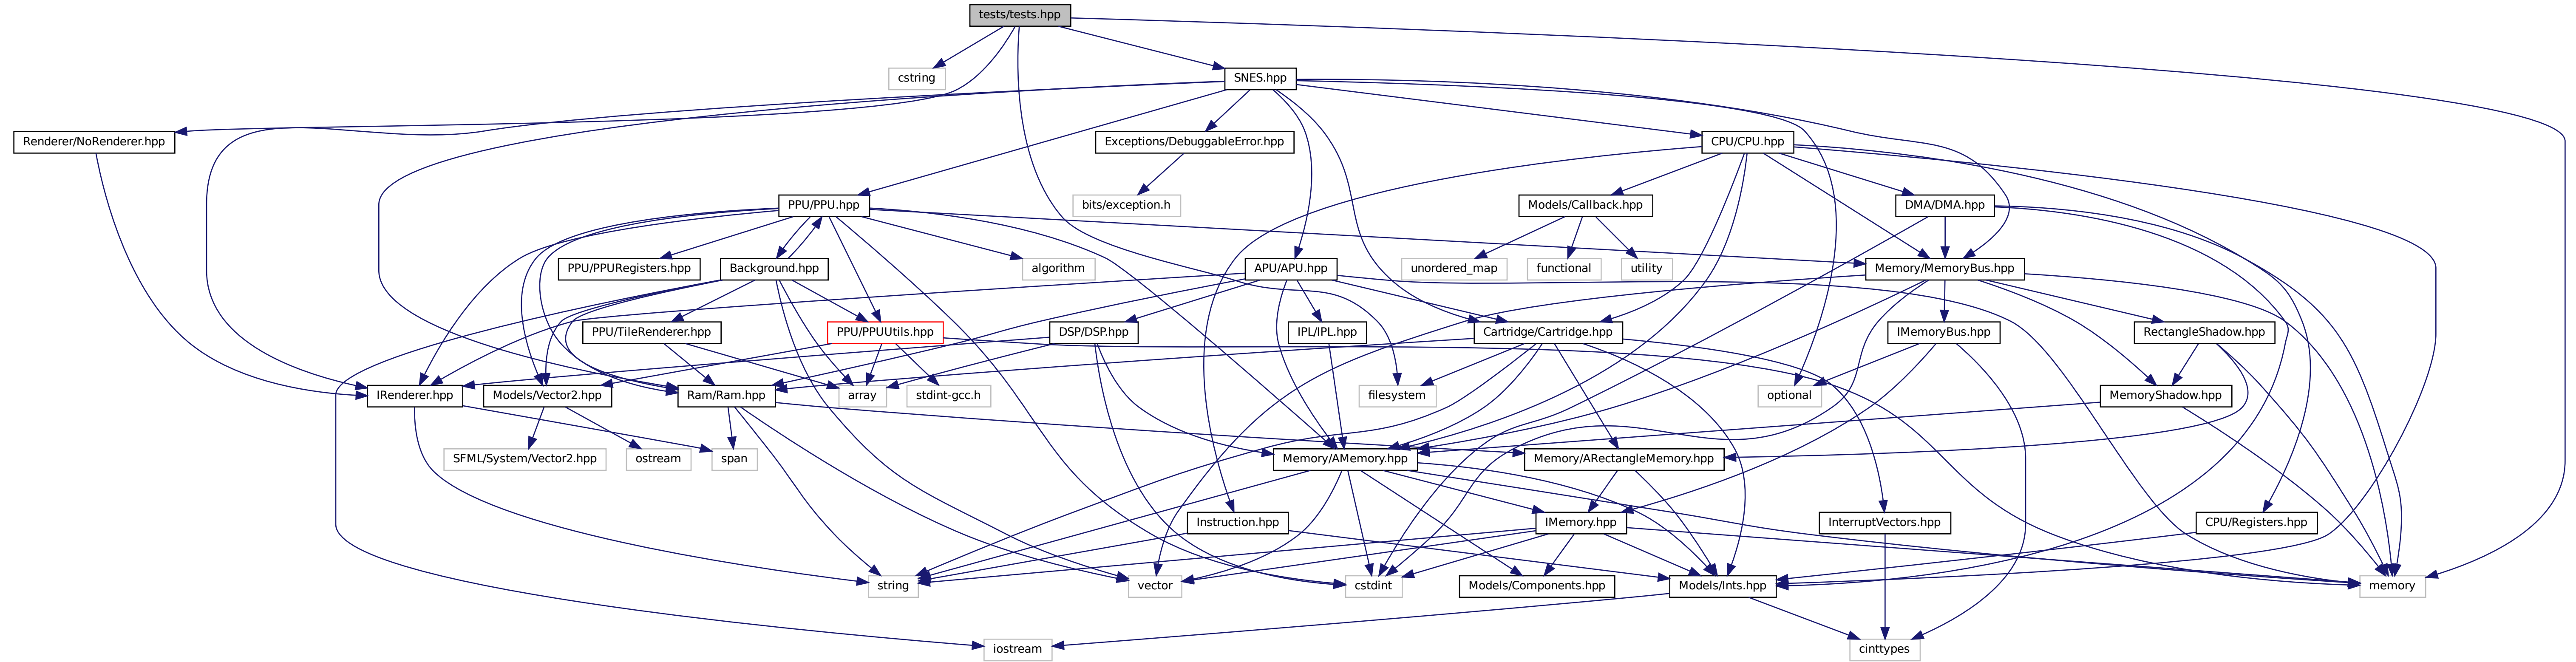 tests/tests.hpp
cstring
SNES.hpp
Renderer/NoRenderer.hpp
Exceptions/DebuggableError.hpp
CPU/CPU.hpp
PPU/PPU.hpp
bits/exception.h
Models/Callback.hpp
DMA/DMA.hpp
PPU/PPURegisters.hpp
Background.hpp
algorithm
APU/APU.hpp
unordered_map
functional
utility
Memory/MemoryBus.hpp
PPU/TileRenderer.hpp
PPU/PPUUtils.hpp
DSP/DSP.hpp
IPL/IPL.hpp
Cartridge/Cartridge.hpp
IMemoryBus.hpp
RectangleShadow.hpp
IRenderer.hpp
Models/Vector2.hpp
Ram/Ram.hpp
array
stdint-gcc.h
filesystem
optional
MemoryShadow.hpp
SFML/System/Vector2.hpp
ostream
span
Memory/AMemory.hpp
Memory/ARectangleMemory.hpp
Instruction.hpp
IMemory.hpp
InterruptVectors.hpp
CPU/Registers.hpp
string
vector
cstdint
Models/Components.hpp
Models/Ints.hpp
memory
iostream
cinttypes